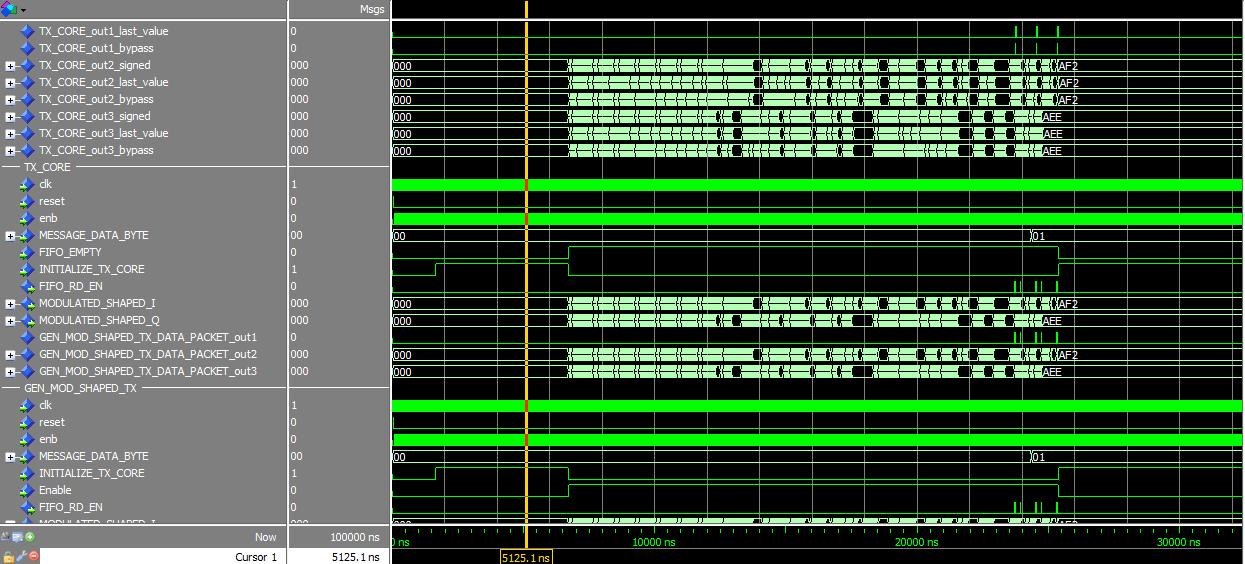 Msgs
TX_CORE_out1_last_value 0
TX_CORE_out1_bypass 0
TX_CORE_out2_signed 000 000 AF2
TX_CORE_out2_last_value 000 000 AF2
TX_CORE_out2_bypass 000 000 AF2
TX_CORE_out3_signed 000 000 AEE
TX_CORE_out3_last_value 000 000 AEE
TX_CORE_out3_bypass 000 000 AEE
TX_CORE
clk 1
reset 0
enb 0
MESSAGE_DATA_BYTE 00 00 01
FIFO_EMPTY 0
INITIALIZE_TX_CORE 1
FIFO_RD_EN 0
MODULATED_SHAPED_I 000 000 AF2
MODULATED_SHAPED_Q 000 000 AEE
GEN_MOD_SHAPED_TX_DATA_PACKET_out1 0
GEN_MOD_SHAPED_TX_DATA_PACKET_out2 000 000 AF2
GEN_MOD_SHAPED_TX_DATA_PACKET_out3 000 000 AEE
GEN_MOD_SHAPED_TX
clk 1
reset 0
enb 0
MESSAGE_DATA_BYTE 00 00 01
INITIALIZE_TX_CORE 1
Enable 0
FIFO_RD_EN 0
MODULATED_SHAPED_I 000 000 AF2
Now 100000 ns 0 ns 10000 ns 20000 ns 30000 ns
Cursor 1 5125.1 ns 5125.1 ns